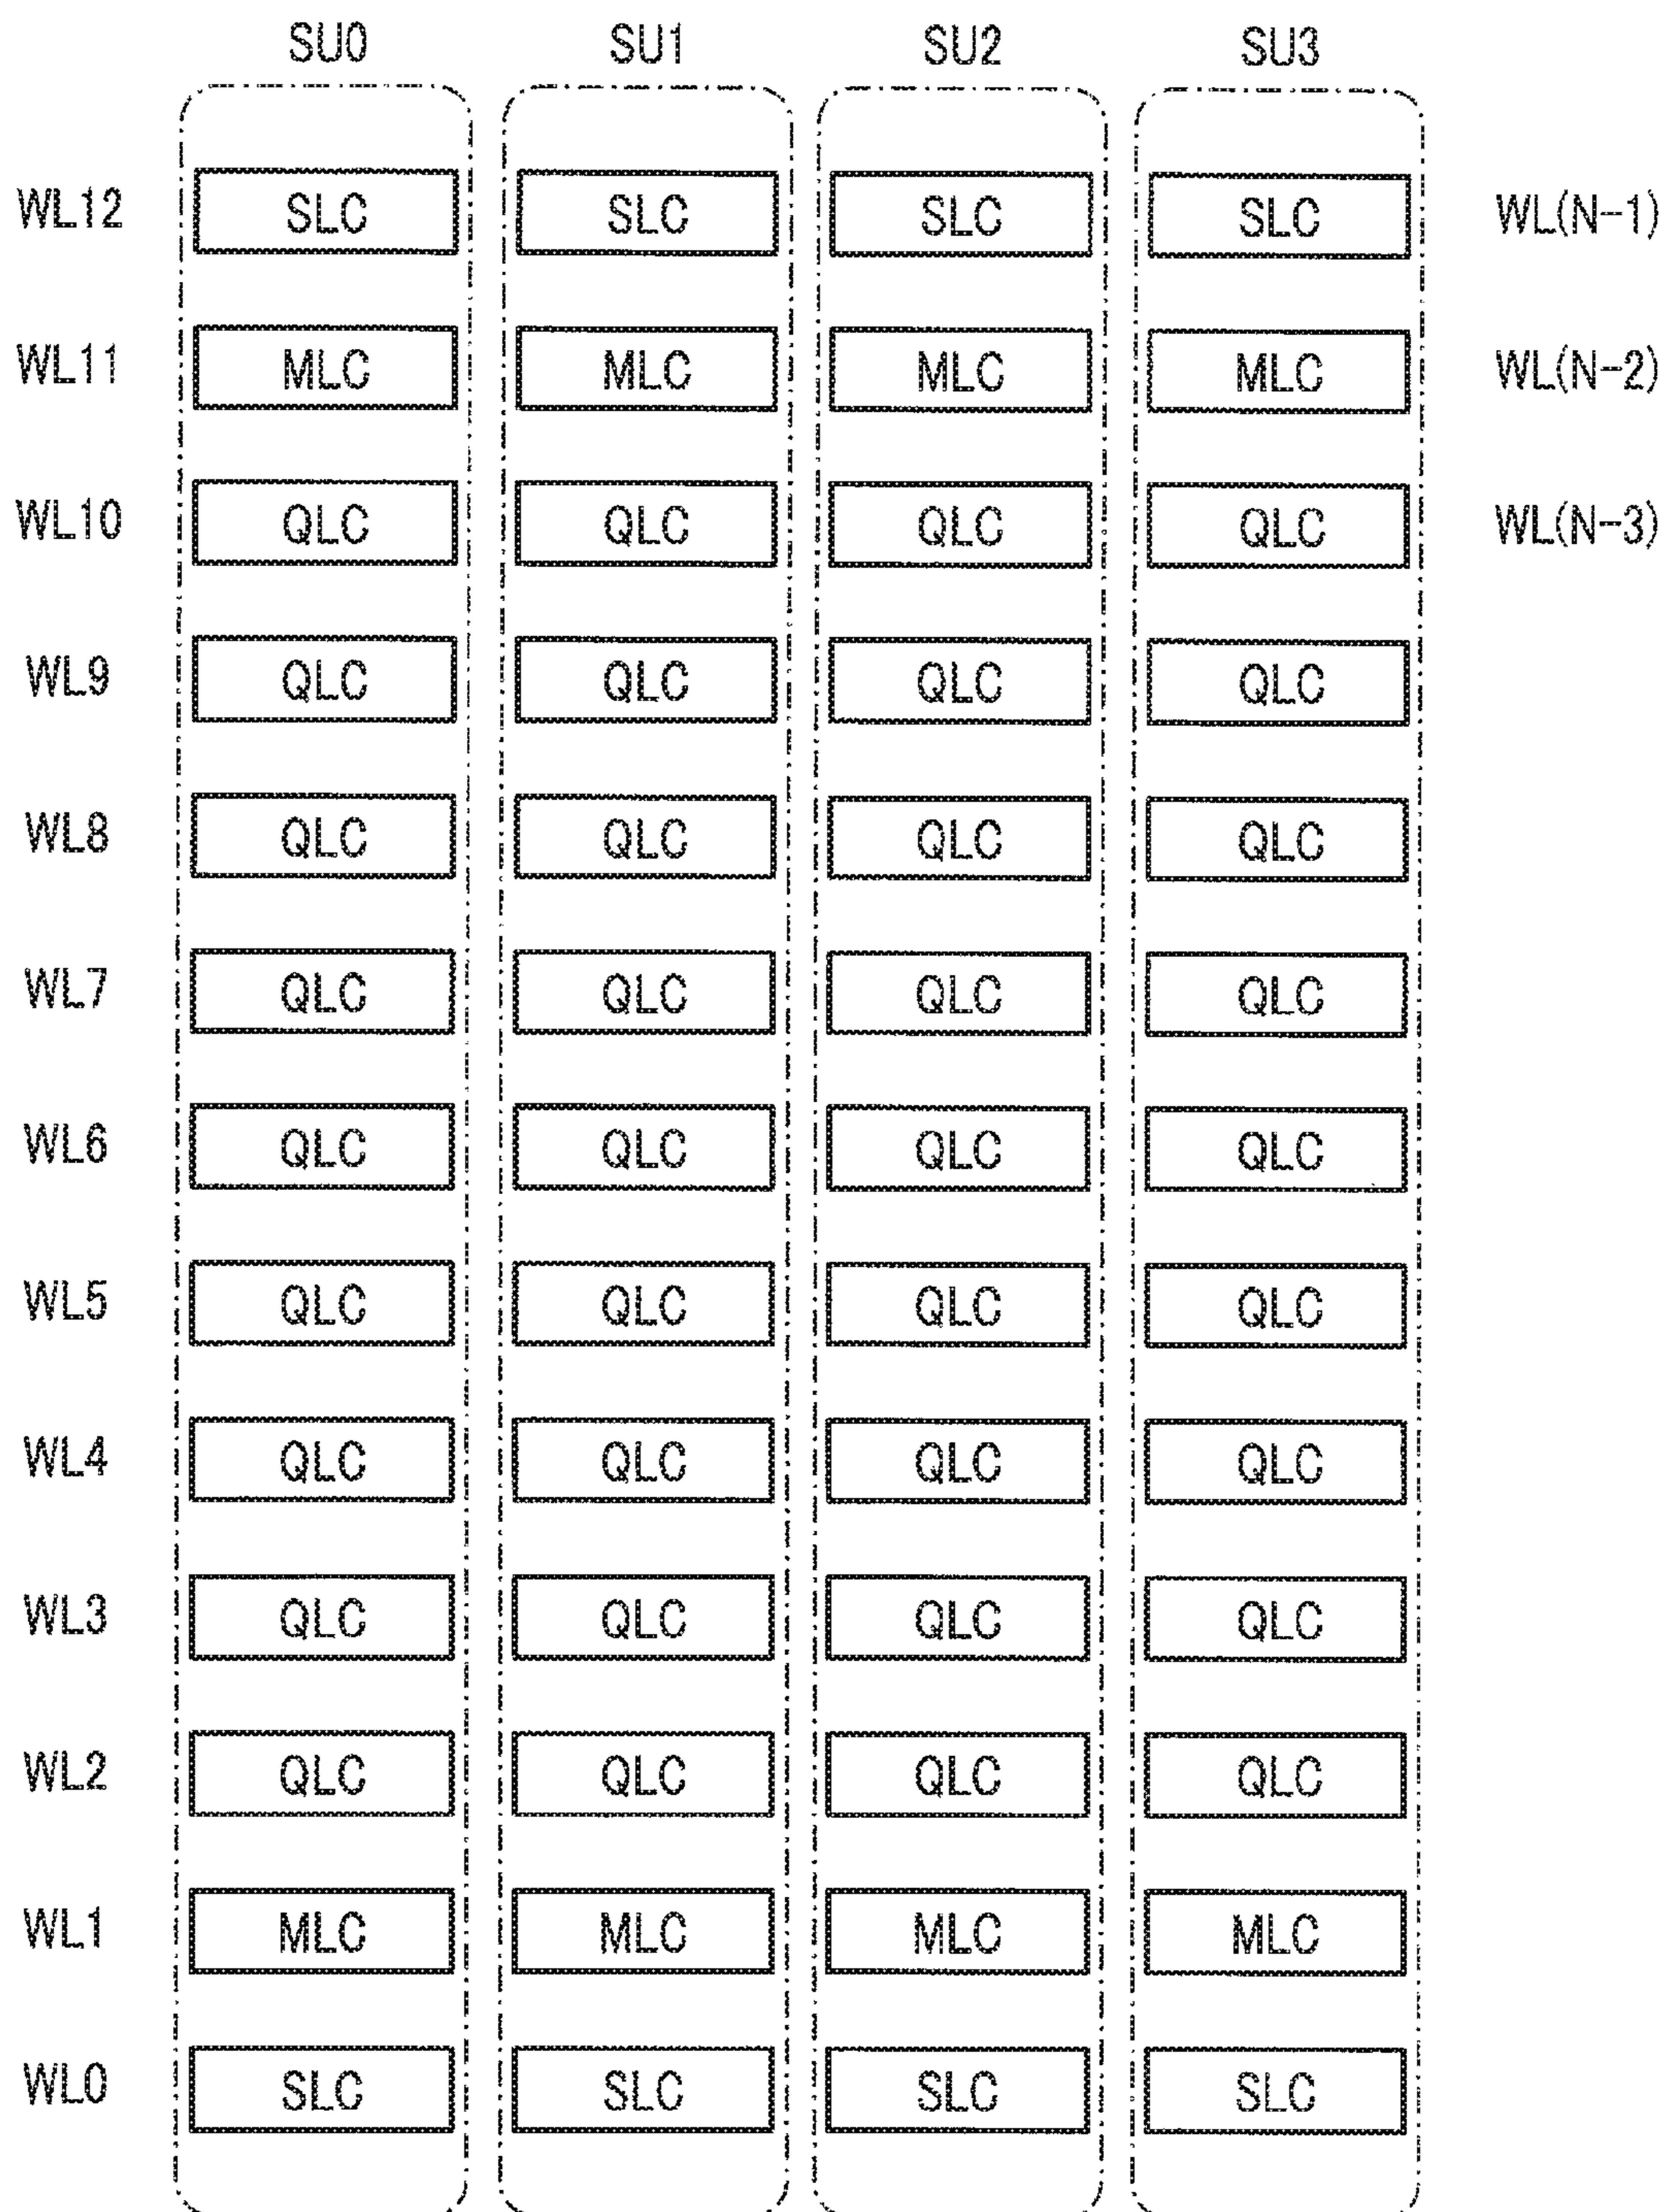 SU0 SU1 SU2 SU3
WL12 SLC SLC SLC SLC WL(N-1)
WL11 MLC MLC MLC MLC WL(N-2)
WL10 QLC QLC QLC QLC WL(N-3)
WL9 QLC QLC QLC QLC
WL8 QLC QLC QLC QLC
WL7 QLC QLC QLC QLC
WL6 QLC QLC QLC QLC
WL5 QLC QLC QLC QLC
WL4 QLC QLC QLC QLC
WL3 QLC QLC QLC QLC
WL2 QLC QLC QLC QLC
WL1 MLC MLC MLC MLC
WL0 SLC SLC SLC SLC